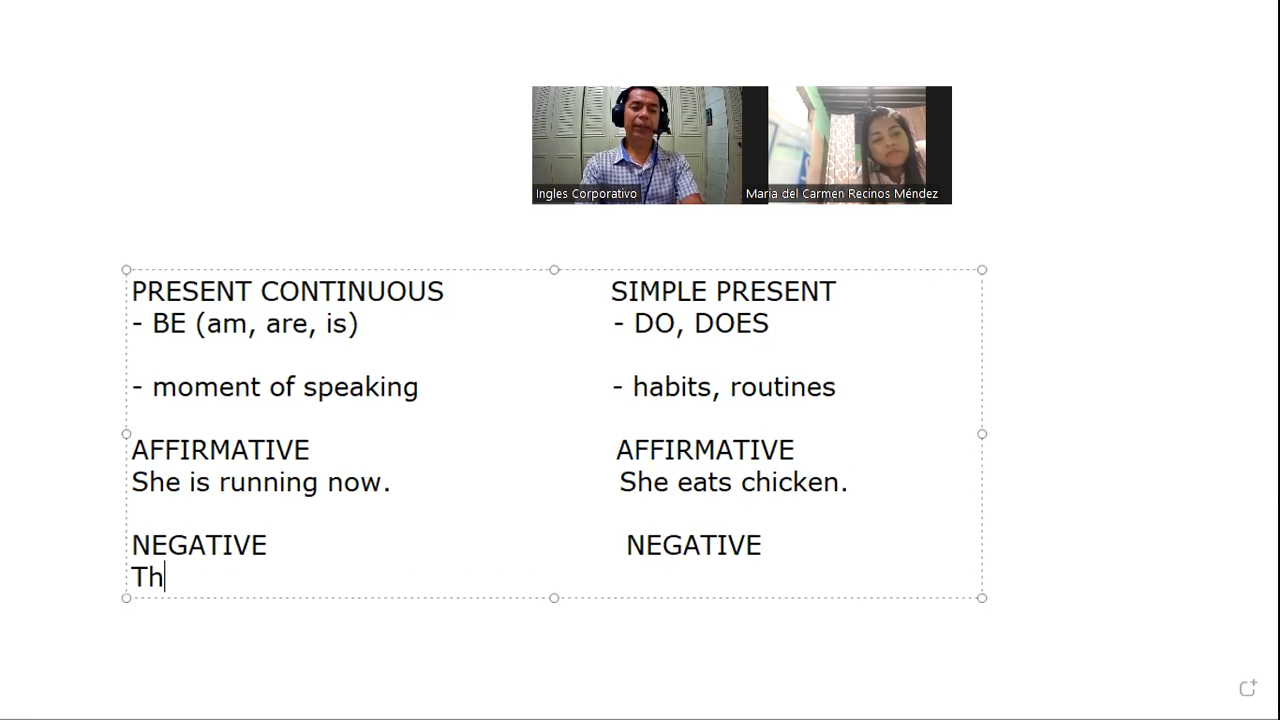 Ingles Corporativo
Maria del Carmen Recinos Méndez
PRESENT CONTINUOUS SIMPLE PRESENT
- BE (am, are, is) - DO, DOES
- moment of speaking - habits, routines
AFFIRMATIVE AFFIRMATIVE
She is running now. She eats chicken.
NEGATIVE NEGATIVE
Th